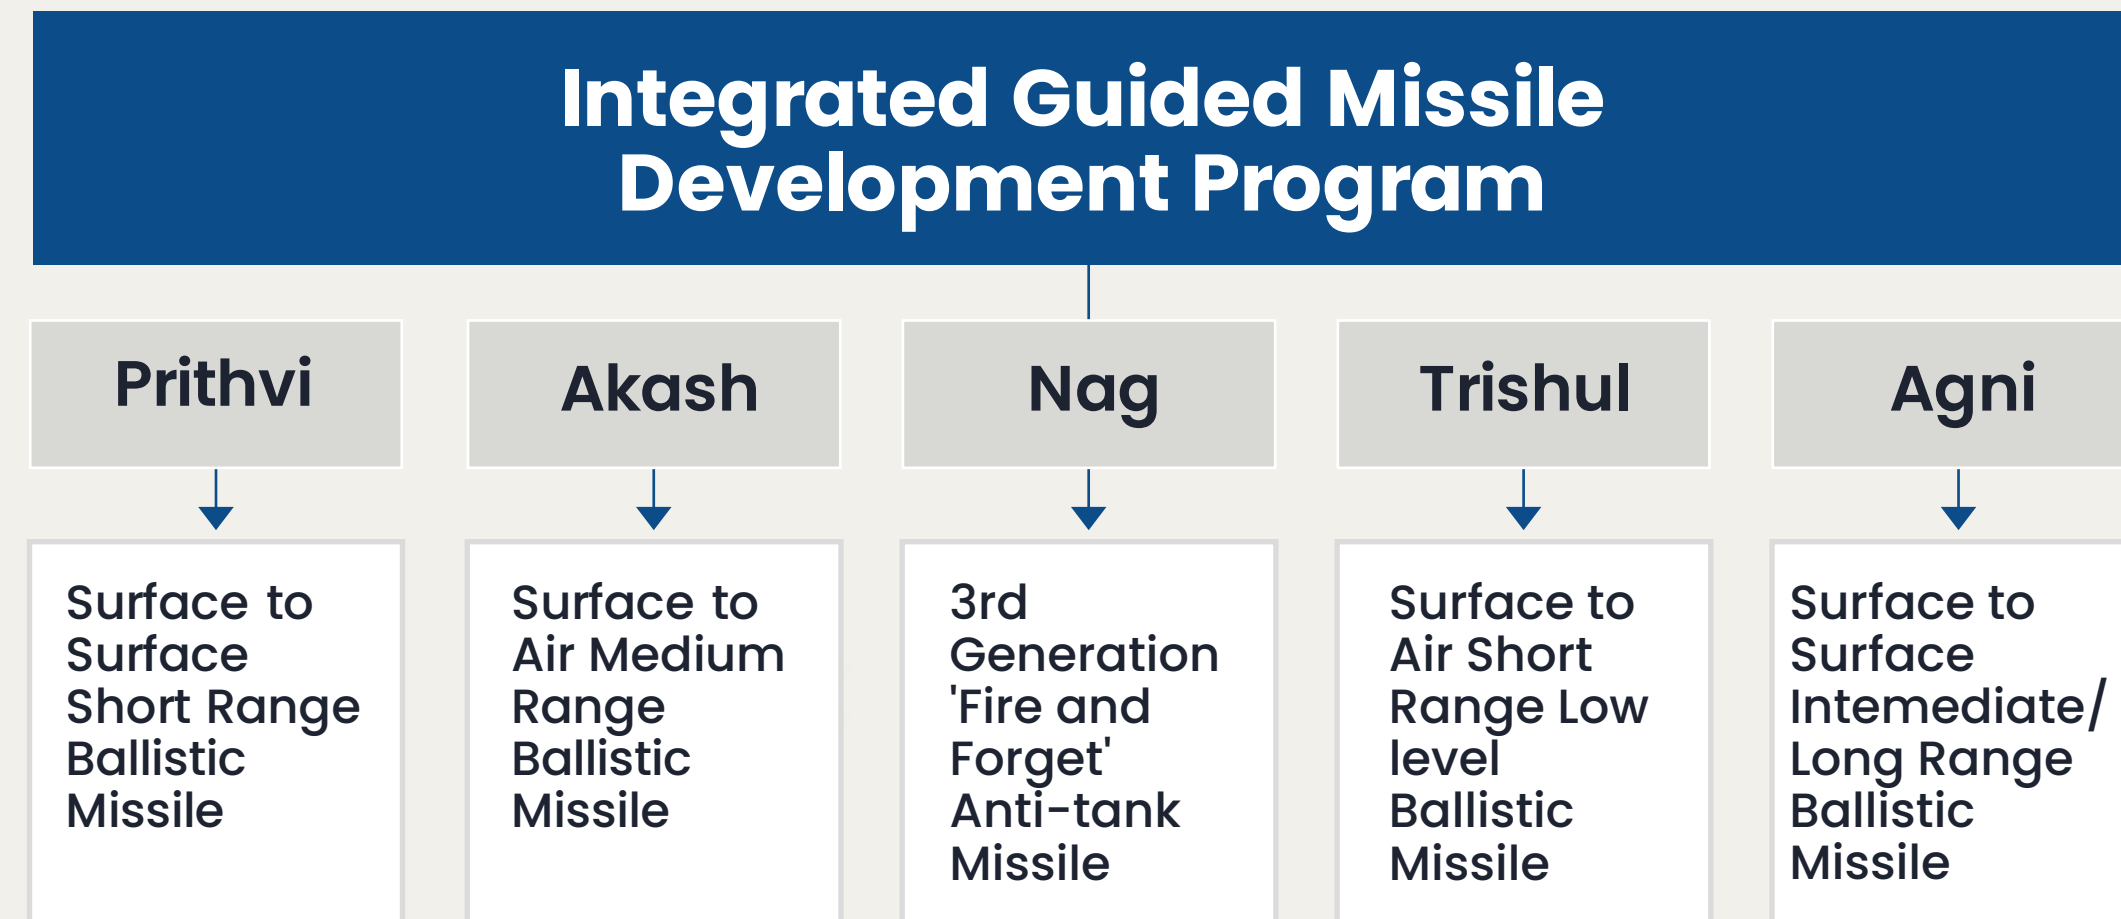 Integrated Guided Missile
Development Program
Prithvi
Akash
Nag
Trishul
Agni
Surface to
Surface
Short Range
Ballistic
Missile
Surface to
Air Medium
Range
Ballistic
Missile
3rd
Generation
'Fire and
Forget'
Anti-tank
Missile
Surface to
Air Short
Range Low
level
Ballistic
Missile
Surface to
Surface
Intemediate/
Long Range
Ballistic
Missile